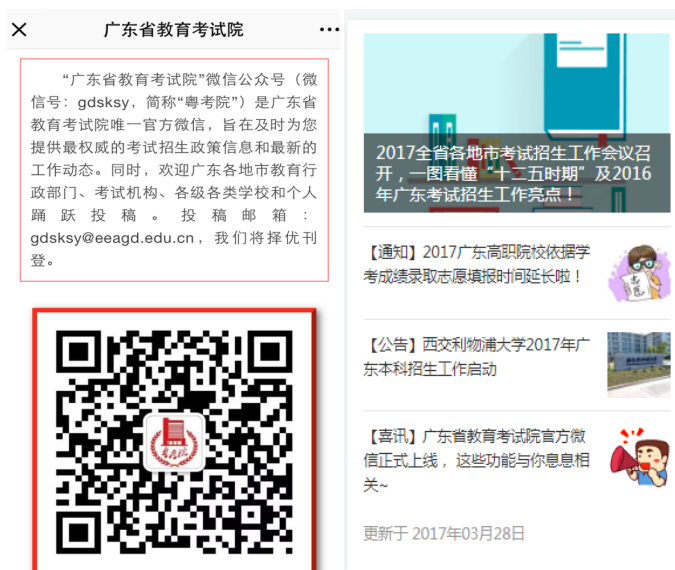 广东省教育考试院
“广东省教育考试院”微信公众号（微
信号：gdsksy，简称“粤考院”）是广东省
教育考试院唯一官方微信，旨在及时为您
提供最权威的考试招生政策信息和最新的
工作动态。同时，欢迎广东各地市教育行
政部门、考试机构、各级各类学校和个人
踊跃投稿。投稿邮箱：
gdsksy@eeagd.edu.cn，我们将择优刊
登。
粤考院
2017全省各地市考试招生工作会议召
开，一图看懂“十二五时期”及2016
年广东考试招生工作亮点！
【通知】2017广东高职院校依据学
考成绩录取志愿填报时间延长啦！
志愿
【公告】西交利物浦大学2017年广
东本科招生工作启动
【喜讯】广东省教育考试院官方微
信正式上线，这些功能与你息息相
关~
更新于 2017年03月28日